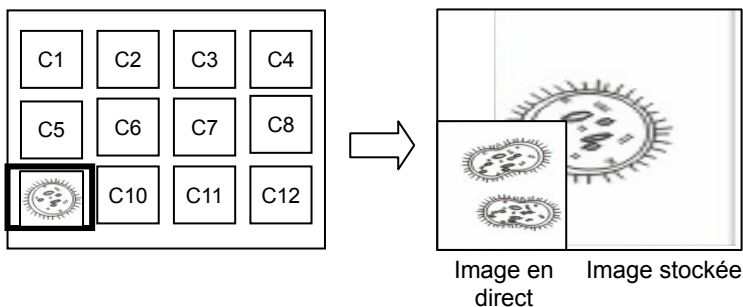 C1 C2 C3 C4
C5 C6 C7 C8
C10 C11 C12
Image en
direct
Image stockée